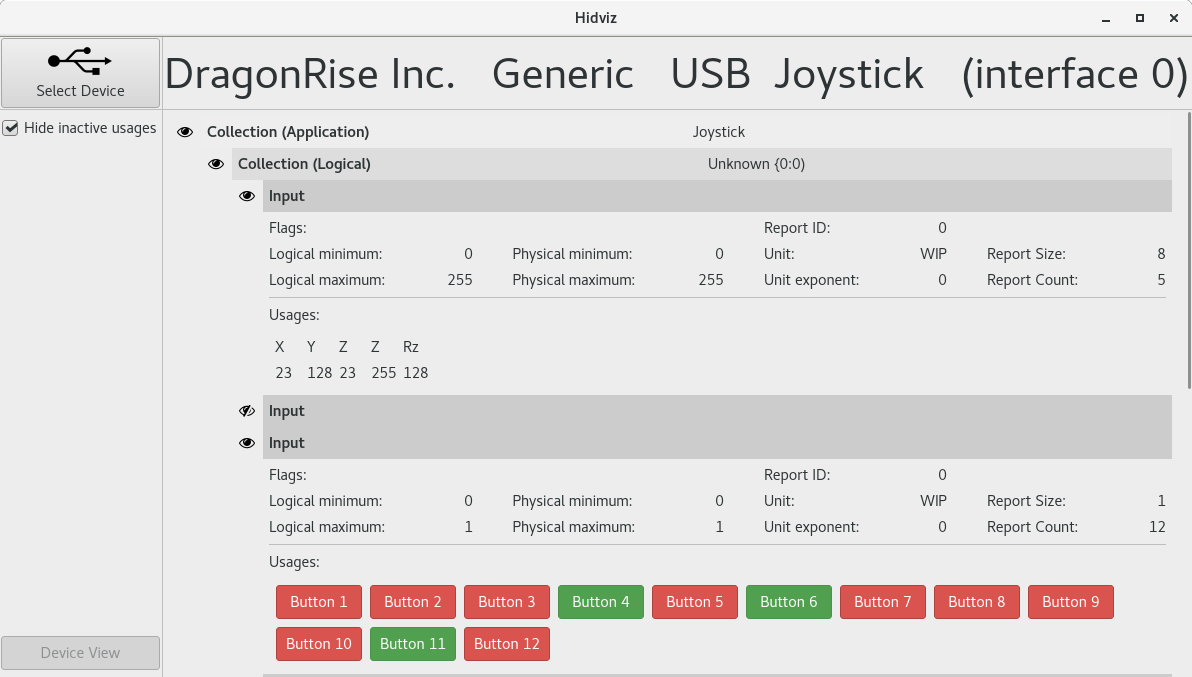 Hidviz
Select Device
DragonRise Inc. Generic USB Joystick (interface 0)
Hide inactive usages
Collection (Application) Joystick
Collection (Logical) Unknown {0:0)
Input
Flags: Report ID: 0
Logical minimum: 0 Physical minimum: 0 Unit: WIP Report Size: 8
Logical maximum: 255 Physical maximum: 255 Unit exponent: 0 Report Count: 5
Usages:
X Y Z Z Rz
23 128 23 255 128
Input
Input
Flags: Report ID: 0
Logical minimum: 0 Physical minimum: 0 Unit: WIP Report Size: 1
Logical maximum: 1 Physical maximum: 1 Unit exponent: 0 Report Count: 12
Usages:
Button 1 Button 2 Button 3 Button 4 Button 5 Button 6 Button 7 Button 8 Button 9
Button 10 Button 11 Button 12
Device View